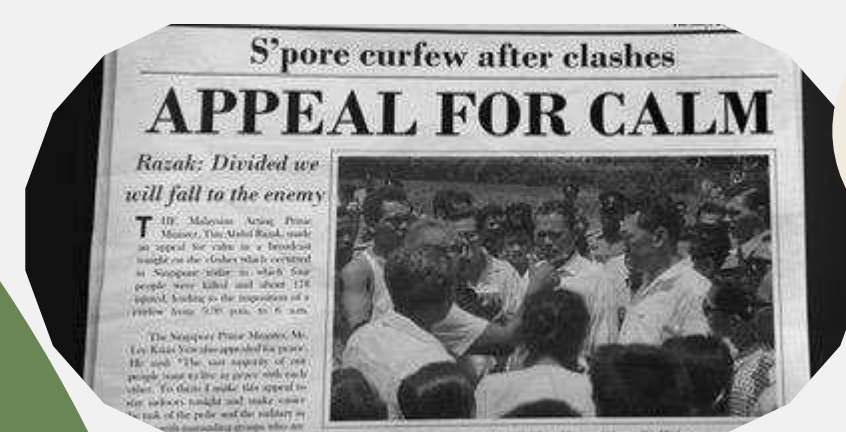 S'pore curfew after clashes
APPEAL FOR CALM
Razak: Divided we
will fall to the enemy
THE Malaysian Acting Prime
Minister, Tun Abdul Razak, made
an appeal for calm in a broadcast
tonight on the clashes which occurred
in Singapore today in which four
people were killed and about 178
injured, leading to the imposition of a
curfew from 9.30 p.m. to 6 a.m.
The Singapore Prime Minister, Mr.
Lee Kuan Yew also appealed for peace.
He said: "The vast majority of our
people want to live in peace with each
other. To them I make this appeal to
stay indoors tonight and make easier
the task of the police and the military in